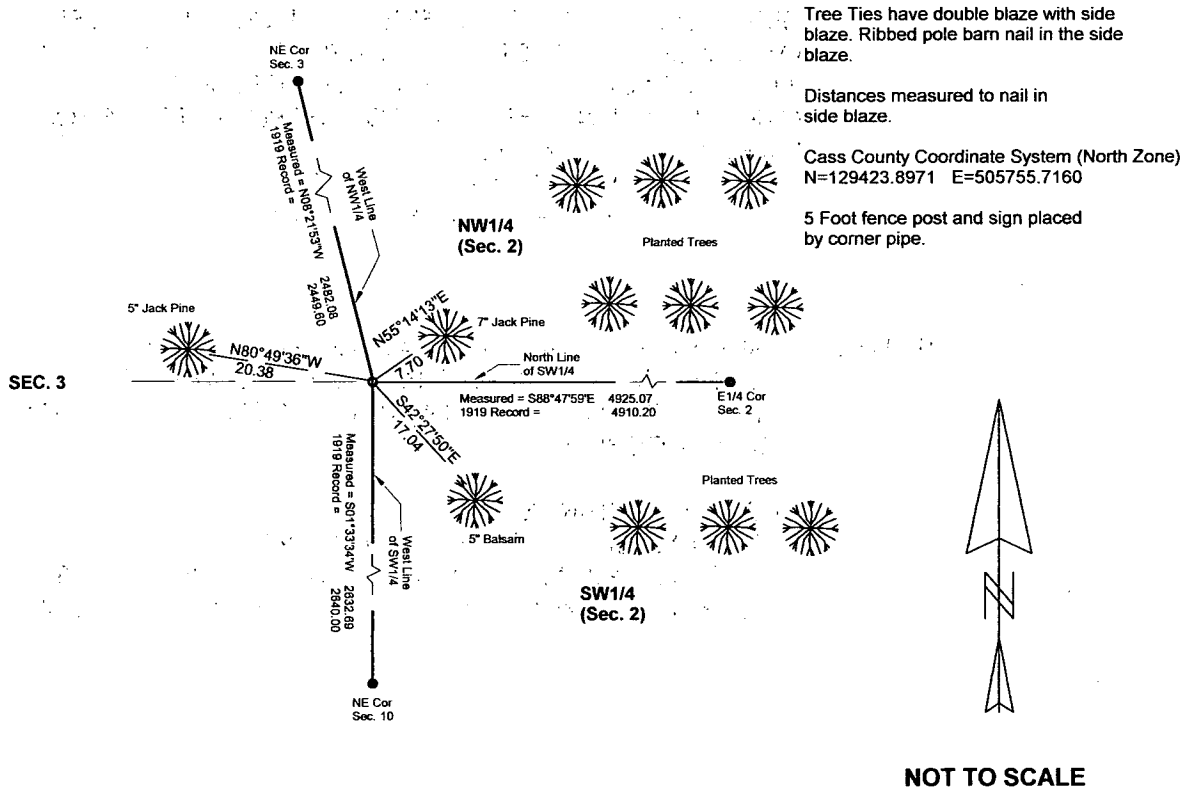 Tree Ties have double blaze with side
blaze. Ribbed pole barn nail in the side
blaze.
Distances measured to nail in
side blaze.
Cass County Coordinate System (North Zone)
N=129423.8971 E=505755.7160
5 Foot fence post and sign placed
by corner pipe.
NE Cor
Sec. 3
Measured = N08°21'53"W 2482.08
1919 Record = 2449.60
West Line
of NW1/4
NW1/4
(Sec. 2)
Planted Trees
5" Jack Pine
N80°49'36"W
20.38
N55°14'13"E
7.70
7" Jack Pine
SEC. 3
North Line
of SW1/4
Measured = S88°47'59"E 4925.07
1919 Record = 4910.20
E1/4 Cor
Sec. 2
S42°27'50"E
17.04
Measured = S01°33'34"W 2632.69
1919 Record = 2640.00
West Line
of SW1/4
5" Balsam
Planted Trees
SW1/4
(Sec. 2)
NE Cor
Sec. 10
N
NOT TO SCALE